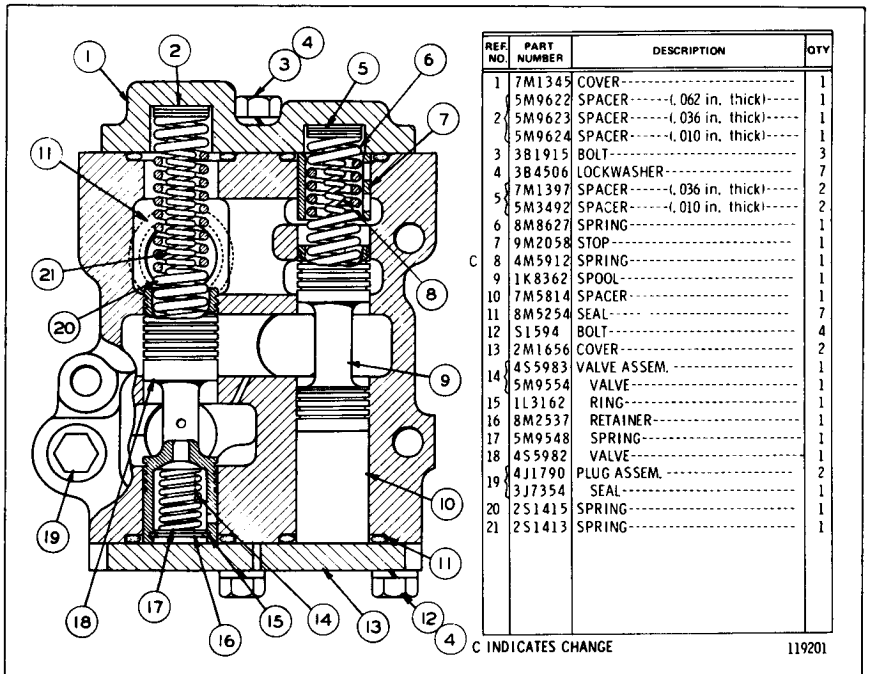 1
2
3
4
5
6
7
11
21
20
8
9
10
19
18
17
16
15
14
13
11
12
4
REF. NO. PART NUMBER DESCRIPTION QTY
1 7M1345 COVER 1
2 5M9622 SPACER (.062 in. thick) 1
5M9623 SPACER (.036 in. thick) 1
5M9624 SPACER (.010 in. thick) 1
3 3B1915 BOLT 3
4 3B4506 LOCKWASHER 7
5 7M1397 SPACER (.036 in. thick) 2
5M3492 SPACER (.010 in. thick) 2
6 8M8627 SPRING 1
7 9M2058 STOP 1
C 8 4M5912 SPRING 1
9 1K8362 SPOOL 1
10 7M5814 SPACER 1
11 8M5254 SEAL 7
12 S1594 BOLT 4
13 2M1656 COVER 2
14 4S5983 VALVE ASSEM. 1
5M9554 VALVE 1
15 1L3162 RING 1
16 8M2537 RETAINER 1
17 5M9548 SPRING 1
18 4S5982 VALVE 1
19 4J1790 PLUG ASSEM. 2
3J7354 SEAL 1
20 2S1415 SPRING 1
21 2S1413 SPRING 1
C INDICATES CHANGE 119201